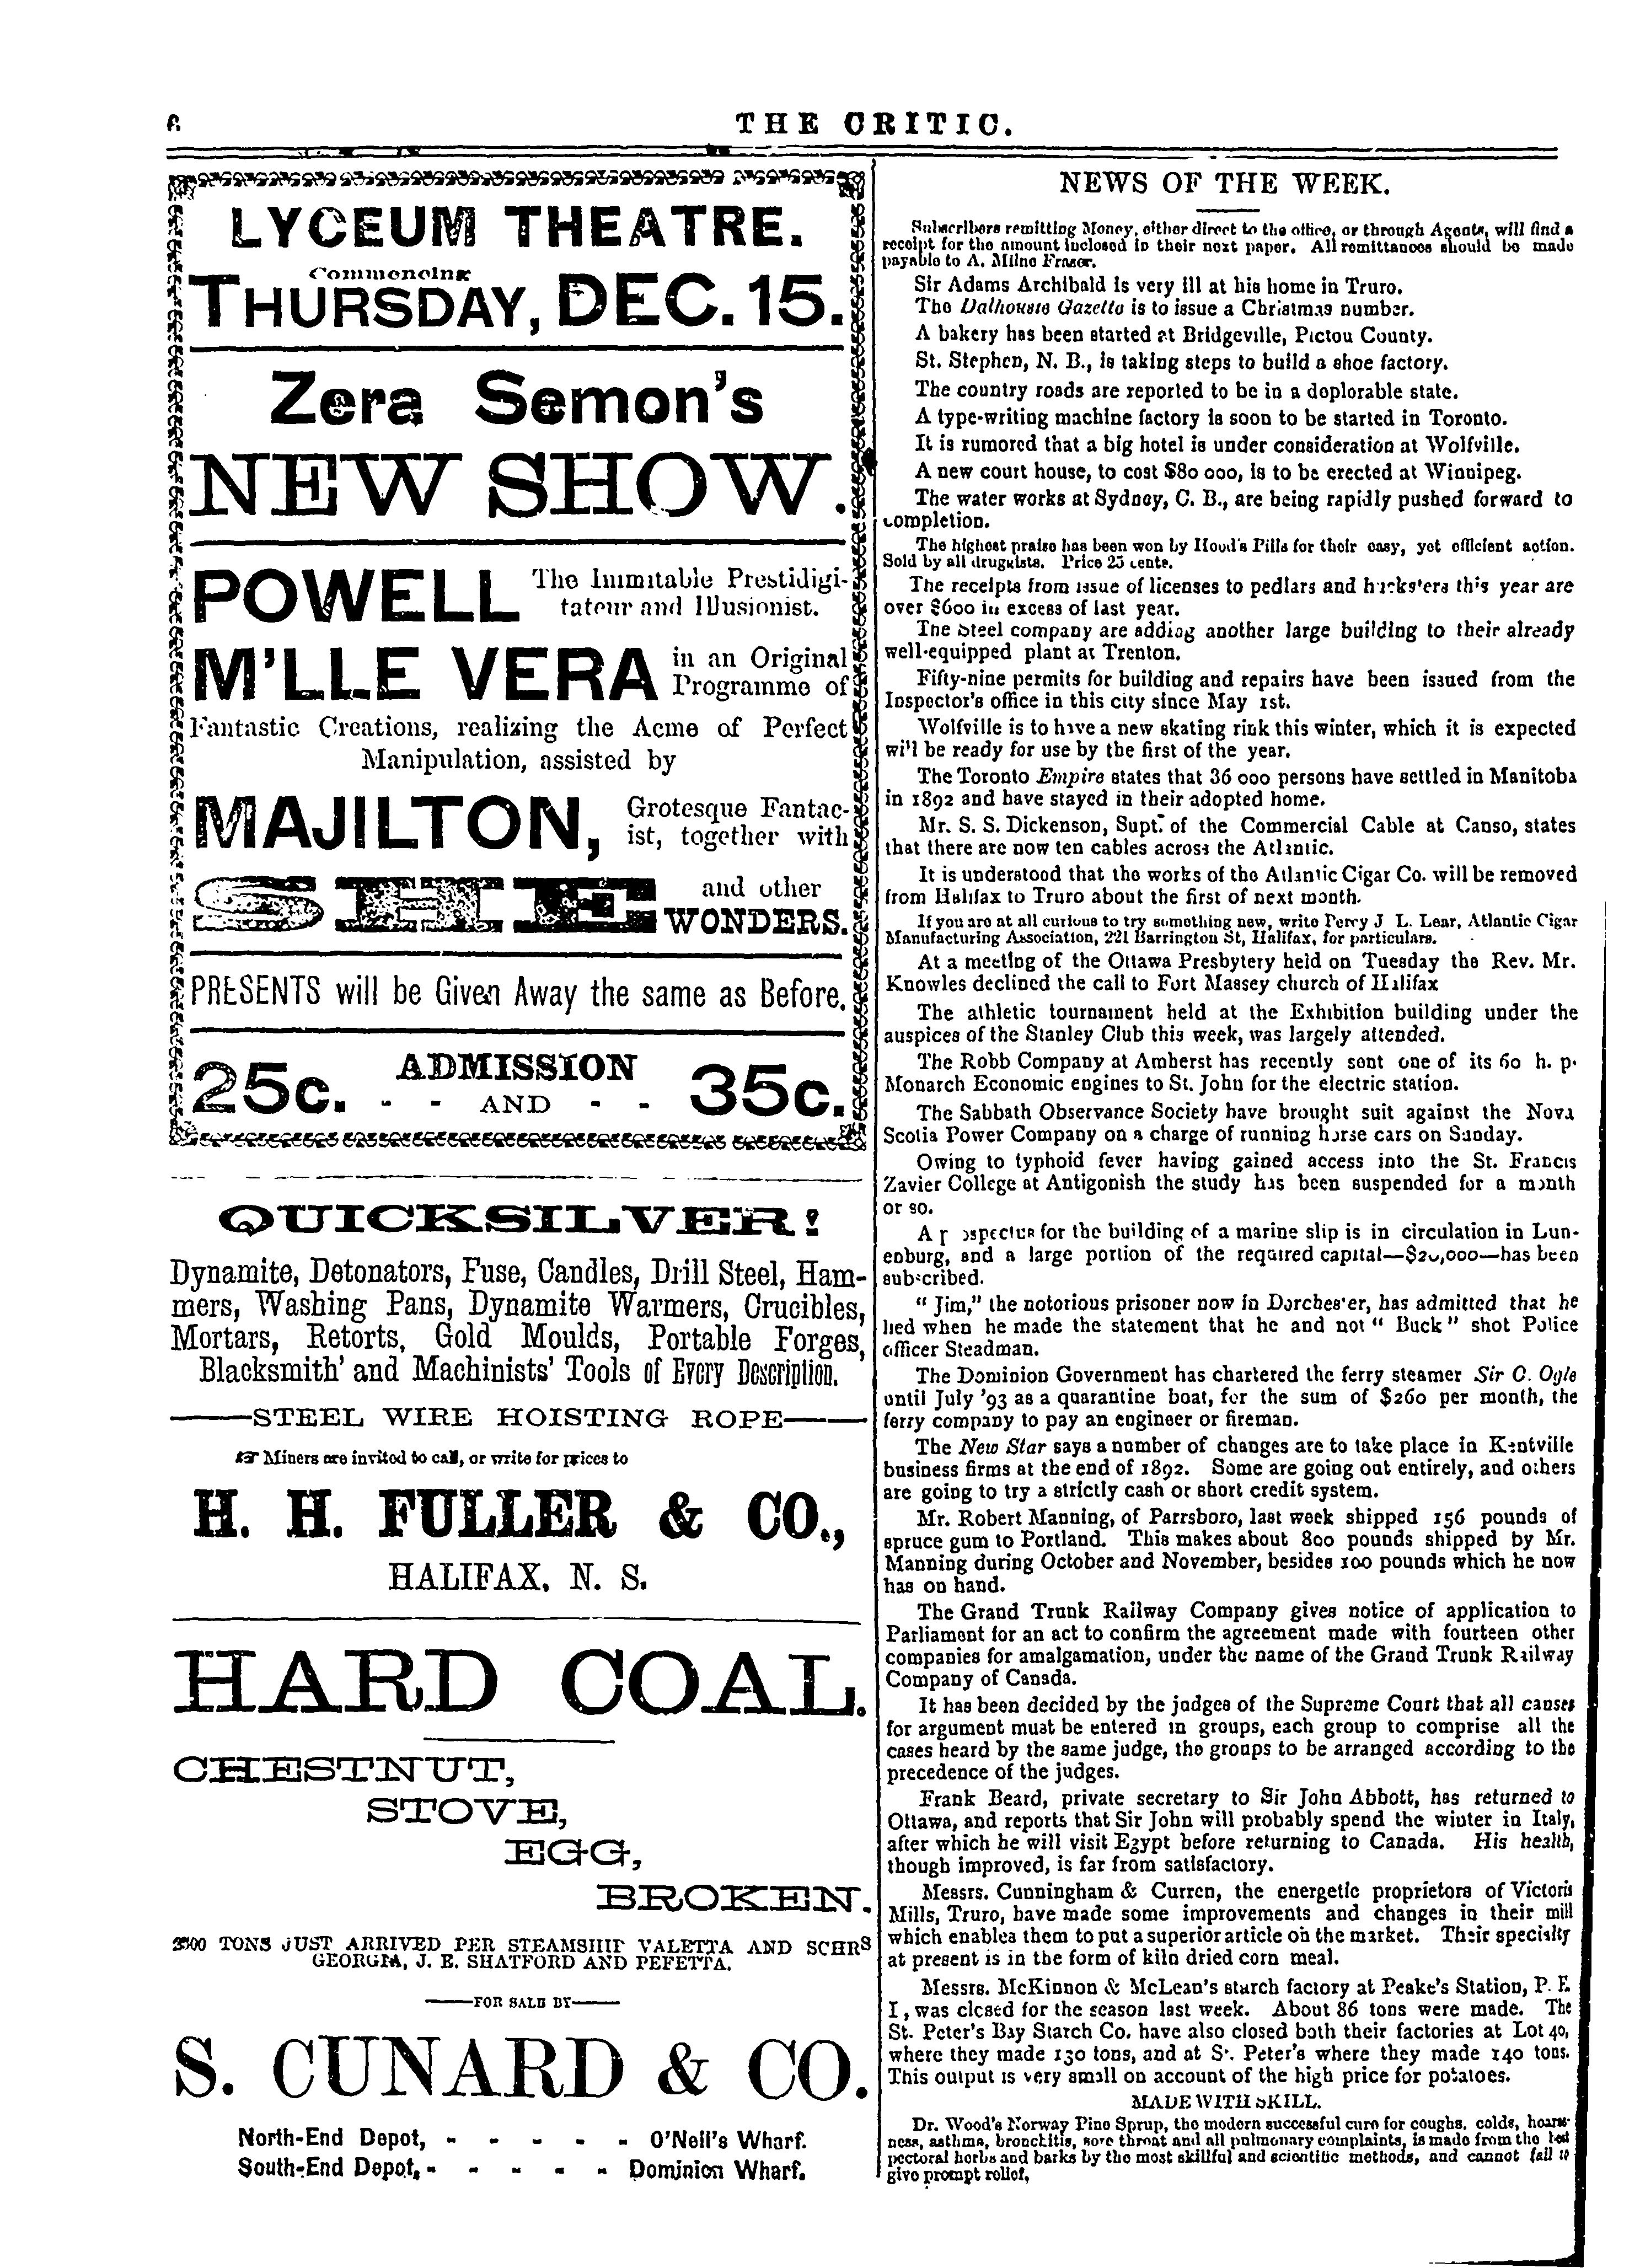 6
THE CRITIC.
LYCEUM THEATRE.
Commencing
THURSDAY, DEC. 15.
Zera Semon's
NEW SHOW.
POWELL The Inimitable Prestidigi-
tateur and Illusionist.
M'LLE VERA in an Original
Programme of
Fantastic Creations, realizing the Acme of Perfect
Manipulation, assisted by
MAJILTON, Grotesque Fantac-
ist, together with
SHE and other
WONDERS.
PRESENTS will be Given Away the same as Before.
25c. - - ADMISSION AND - - 35c.
QUICKSILVER!
Dynamite, Detonators, Fuse, Candles, Drill Steel, Ham-
mers, Washing Pans, Dynamite Warmers, Crucibles,
Mortars, Retorts, Gold Moulds, Portable Forges,
Blacksmith' and Machinists' Tools of Every Description.
STEEL WIRE HOISTING ROPE
☞ Miners are invited to call, or write for prices to
H. H. FULLER & CO.,
HALIFAX, N. S.
HARD COAL.
CHESTNUT,
STOVE,
EGG,
BROKEN.
TONS JUST ARRIVED PER STEAMSHIP VALETTA AND SCHRS
GEORGIA, J. E. SHATFORD AND PEFETTA.
FOR SALE BY
S. CUNARD & CO.
North-End Depot, - - - - - O'Neil's Wharf.
South-End Depot, - - - - - Dominion Wharf.
NEWS OF THE WEEK.
Subscribers remitting Money, either direct to the office, or through Agents, will find a
receipt for the amount inclosed in their next paper. All remittances should be made
payable to A. Milne Fraser.
Sir Adams Archibald is very ill at his home in Truro.
The Dalhousie Gazette is to issue a Christmas number.
A bakery has been started at Bridgeville, Pictou County.
St. Stephen, N. B., is taking steps to build a shoe factory.
The country roads are reported to be in a deplorable state.
A type-writing machine factory is soon to be started in Toronto.
It is rumored that a big hotel is under consideration at Wolfville.
A new court house, to cost $80 000, is to be erected at Winnipeg.
The water works at Sydney, C. B., are being rapidly pushed forward to
completion.
The highest praise has been won by Hood's Pills for their easy, yet efficient action.
Sold by all druggists. Price 25 cents.
The receipts from issue of licenses to pedlars and hucksters this year are
over $600 in excess of last year.
The Steel company are adding another large building to their already
well-equipped plant at Trenton.
Fifty-nine permits for building and repairs have been issued from the
Inspector's office in this city since May 1st.
Wolfville is to have a new skating rink this winter, which it is expected
will be ready for use by the first of the year.
The Toronto Empire states that 36 000 persons have settled in Manitoba
in 1892 and have stayed in their adopted home.
Mr. S. S. Dickenson, Supt. of the Commercial Cable at Canso, states
that there are now ten cables across the Atlantic.
It is understood that the works of the Atlantic Cigar Co. will be removed
from Halifax to Truro about the first of next month.
If you are at all curious to try something new, write Percy J. L. Lear, Atlantic Cigar
Manufacturing Association, 221 Barrington St, Halifax, for particulars.
At a meeting of the Ottawa Presbytery held on Tuesday the Rev. Mr.
Knowles declined the call to Fort Massey church of Halifax
The athletic tournament held at the Exhibition building under the
auspices of the Stanley Club this week, was largely attended.
The Robb Company at Amherst has recently sent one of its 60 h. p.
Monarch Economic engines to St. John for the electric station.
The Sabbath Observance Society have brought suit against the Nova
Scotia Power Company on a charge of running horse cars on Sunday.
Owing to typhoid fever having gained access into the St. Francis
Zavier College at Antigonish the study has been suspended for a month
or so.
A prospectus for the building of a marine slip is in circulation in Lun-
enburg, and a large portion of the required capital—$20,000—has been
subscribed.
"Jim," the notorious prisoner now in Dorchester, has admitted that he
lied when he made the statement that he and not "Buck" shot Police
officer Steadman.
The Dominion Government has chartered the ferry steamer Sir C. Ogle
until July '93 as a quarantine boat, for the sum of $260 per month, the
ferry company to pay an engineer or fireman.
The New Star says a number of changes are to take place in Kentville
business firms at the end of 1892. Some are going out entirely, and others
are going to try a strictly cash or short credit system.
Mr. Robert Manning, of Parrsboro, last week shipped 156 pounds of
spruce gum to Portland. This makes about 800 pounds shipped by Mr.
Manning during October and November, besides 100 pounds which he now
has on hand.
The Grand Trunk Railway Company gives notice of application to
Parliament for an act to confirm the agreement made with fourteen other
companies for amalgamation, under the name of the Grand Trunk Railway
Company of Canada.
It has been decided by the judges of the Supreme Court that all causes
for argument must be entered in groups, each group to comprise all the
cases heard by the same judge, the groups to be arranged according to the
precedence of the judges.
Frank Beard, private secretary to Sir John Abbott, has returned to
Ottawa, and reports that Sir John will probably spend the winter in Italy,
after which he will visit Egypt before returning to Canada. His health,
though improved, is far from satisfactory.
Messrs. Cunningham & Curren, the energetic proprietors of Victoria
Mills, Truro, have made some improvements and changes in their mill
which enables them to put a superior article on the market. Their specialty
at present is in the form of kiln dried corn meal.
Messrs. McKinnon & McLean's starch factory at Peake's Station, P. E.
I, was closed for the season last week. About 86 tons were made. The
St. Peter's Bay Starch Co. have also closed both their factories at Lot 40,
where they made 130 tons, and at St. Peter's where they made 140 tons.
This output is very small on account of the high price for potatoes.
MADE WITH SKILL.
Dr. Wood's Norway Pine Syrup, the modern successful cure for coughs, colds, hoarse-
ness, asthma, bronchitis, sore throat and all pulmonary complaints, is made from the best
pectoral herbs and barks by the most skillful and scientific methods, and cannot fail to
give prompt relief,